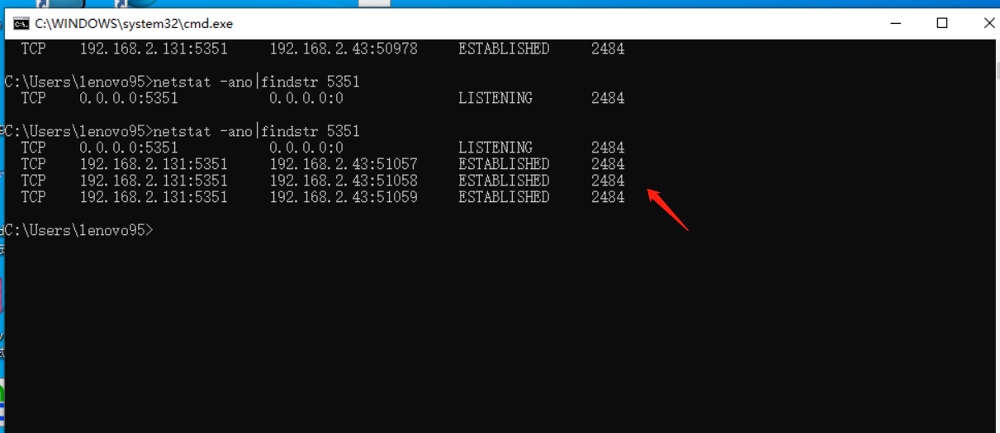 C:\WINDOWS\system32\cmd.exe
TCP 192.168.2.131:5351 192.168.2.43:50978 ESTABLISHED 2484
C:\Users\lenovo95>netstat -ano|findstr 5351
TCP 0.0.0.0:5351 0.0.0.0:0 LISTENING 2484
C:\Users\lenovo95>netstat -ano|findstr 5351
TCP 0.0.0.0:5351 0.0.0.0:0 LISTENING 2484
TCP 192.168.2.131:5351 192.168.2.43:51057 ESTABLISHED 2484
TCP 192.168.2.131:5351 192.168.2.43:51058 ESTABLISHED 2484
TCP 192.168.2.131:5351 192.168.2.43:51059 ESTABLISHED 2484
C:\Users\lenovo95>